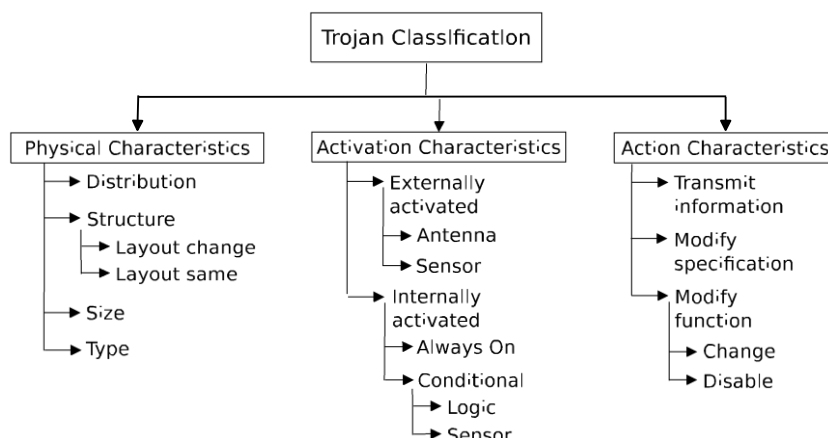 Trojan Classification
Physical Characteristics
Distribution
Structure
Layout change
Layout same
Size
Type
Activation Characteristics
Externally
activated
Antenna
Sensor
Internally
activated
Always On
Conditional
Logic
Sensor
Action Characteristics
Transmit
information
Modify
specification
Modify
function
Change
Disable